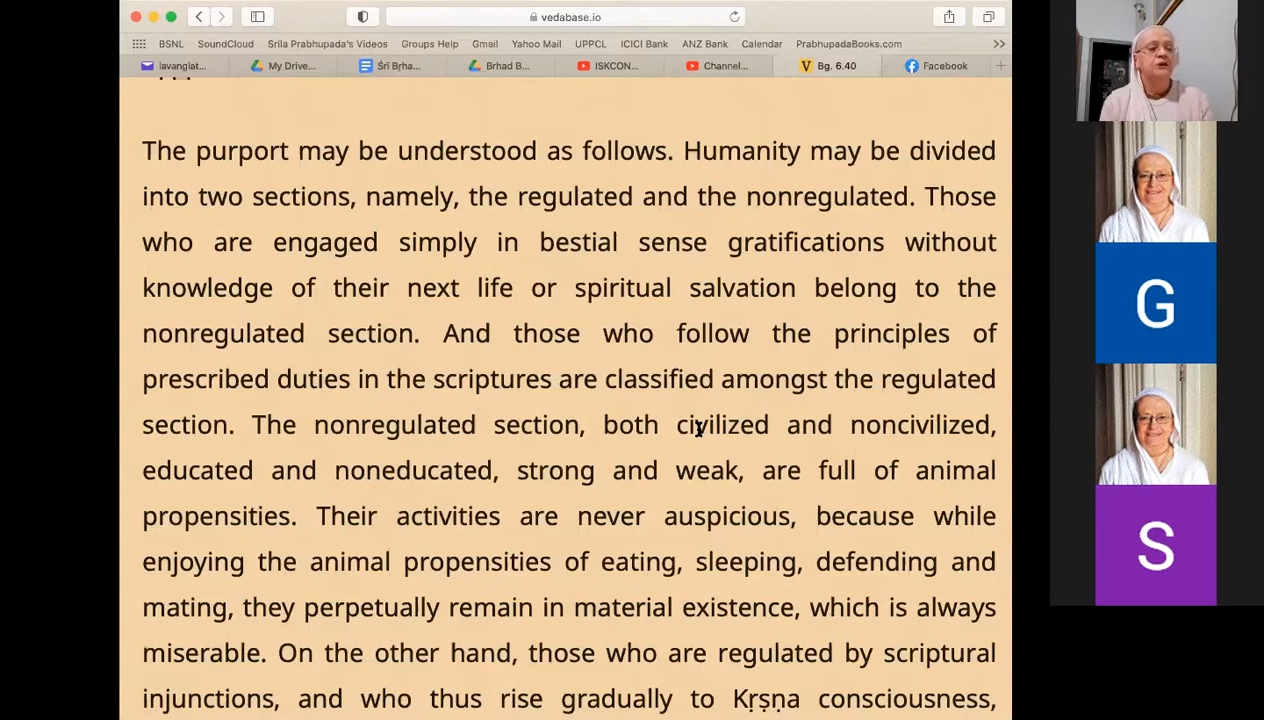 vedabase.io
BSNL SoundCloud Srila Prabhupada's Videos Groups Help Gmail Yahoo Mail UPPCL ICICI Bank ANZ Bank Calendar PrabhupadaBooks.com
lavanglat... My Drive... Śrī Bṛha... Brhad B... ISKCON... Channel... Bg. 6.40 Facebook
The purport may be understood as follows. Humanity may be divided
into two sections, namely, the regulated and the nonregulated. Those
who are engaged simply in bestial sense gratifications without
knowledge of their next life or spiritual salvation belong to the
nonregulated section. And those who follow the principles of
prescribed duties in the scriptures are classified amongst the regulated
section. The nonregulated section, both civilized and noncivilized,
educated and noneducated, strong and weak, are full of animal
propensities. Their activities are never auspicious, because while
enjoying the animal propensities of eating, sleeping, defending and
mating, they perpetually remain in material existence, which is always
miserable. On the other hand, those who are regulated by scriptural
injunctions, and who thus rise gradually to Kṛṣṇa consciousness,
G
S